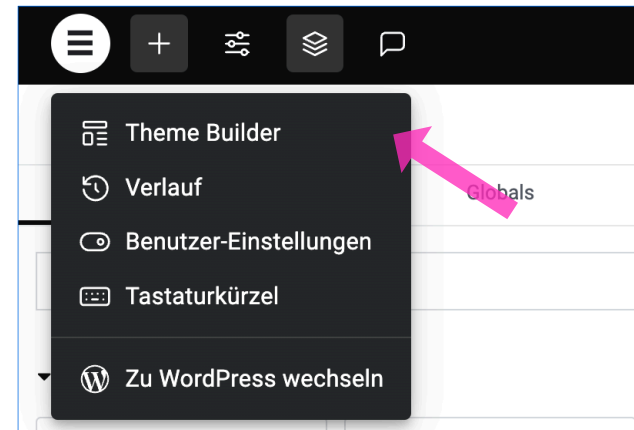 Theme Builder
Verlauf
Globals
Benutzer-Einstellungen
Tastaturkürzel
Zu WordPress wechseln